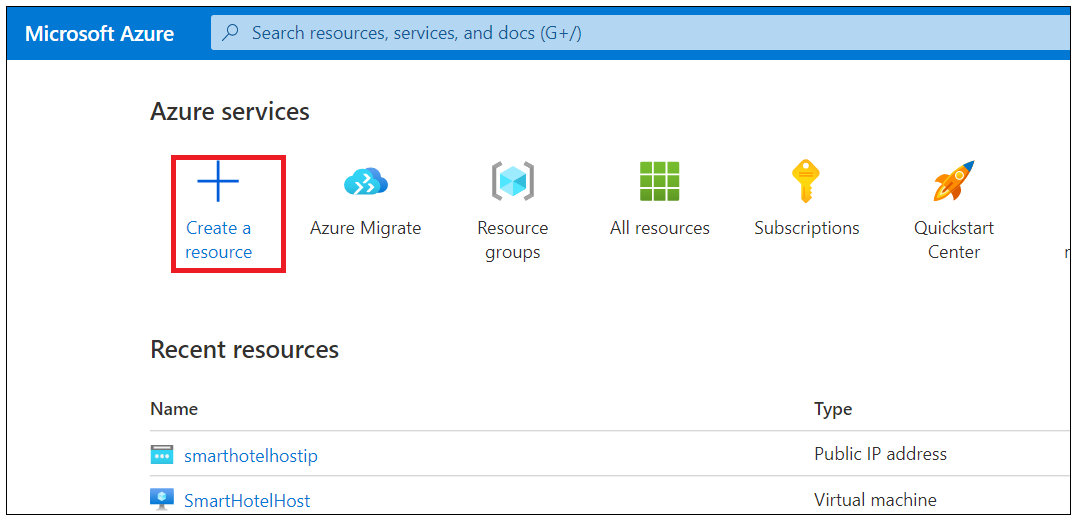 Microsoft Azure
Search resources, services, and docs (G+/)
Azure services
Create a resource
Azure Migrate
Resource groups
All resources
Subscriptions
Quickstart Center
Recent resources
Name Type
smarthotelhostip Public IP address
SmartHotelHost Virtual machine